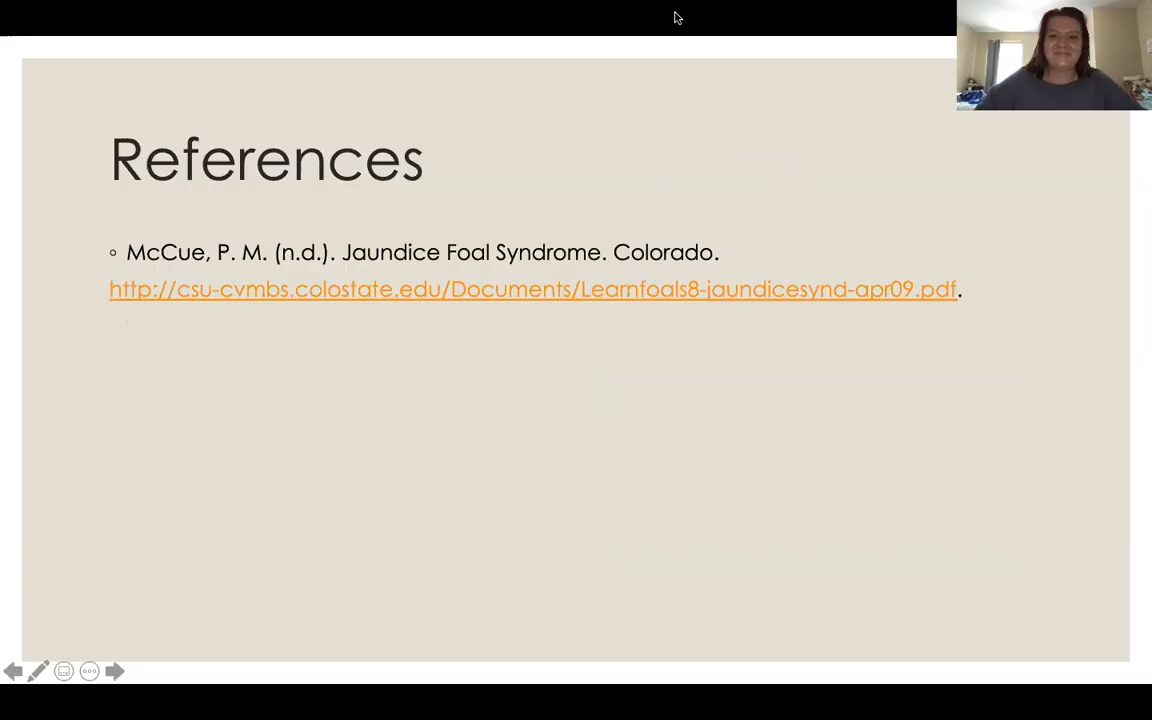 References
McCue, P. M. (n.d.). Jaundice Foal Syndrome. Colorado.
http://csu-cvmbs.colostate.edu/Documents/Learnfoals8-jaundicesynd-apr09.pdf.